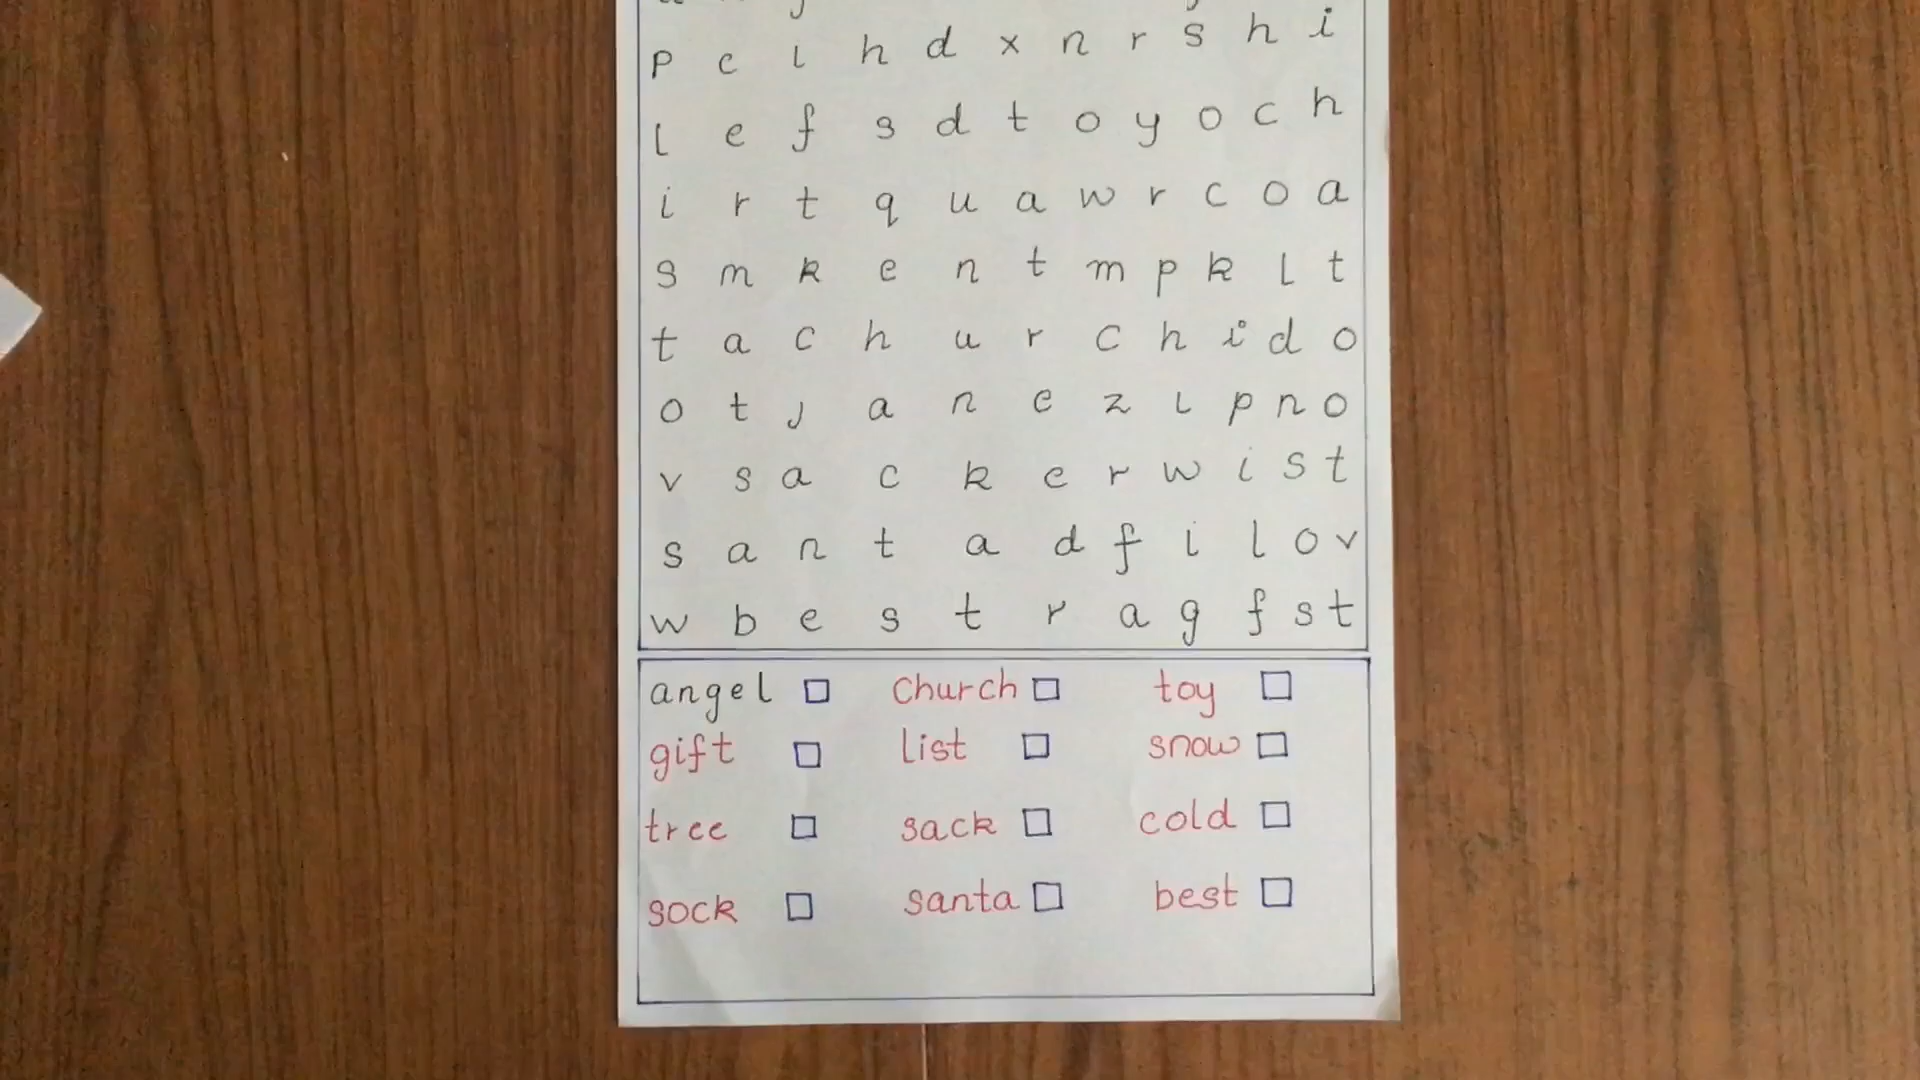 p c l h d x n r s h i
l e f s d t o y o c h
i r t q u a w r c o a
s m k e n t m p k l t
t a c h u r c h i d o
o t j a n e z l p n o
v s a c k e r w i s t
s a n t a d f i l o v
w b e s t r a g f s t
angel church toy
gift list snow
tree sack cold
sock santa best